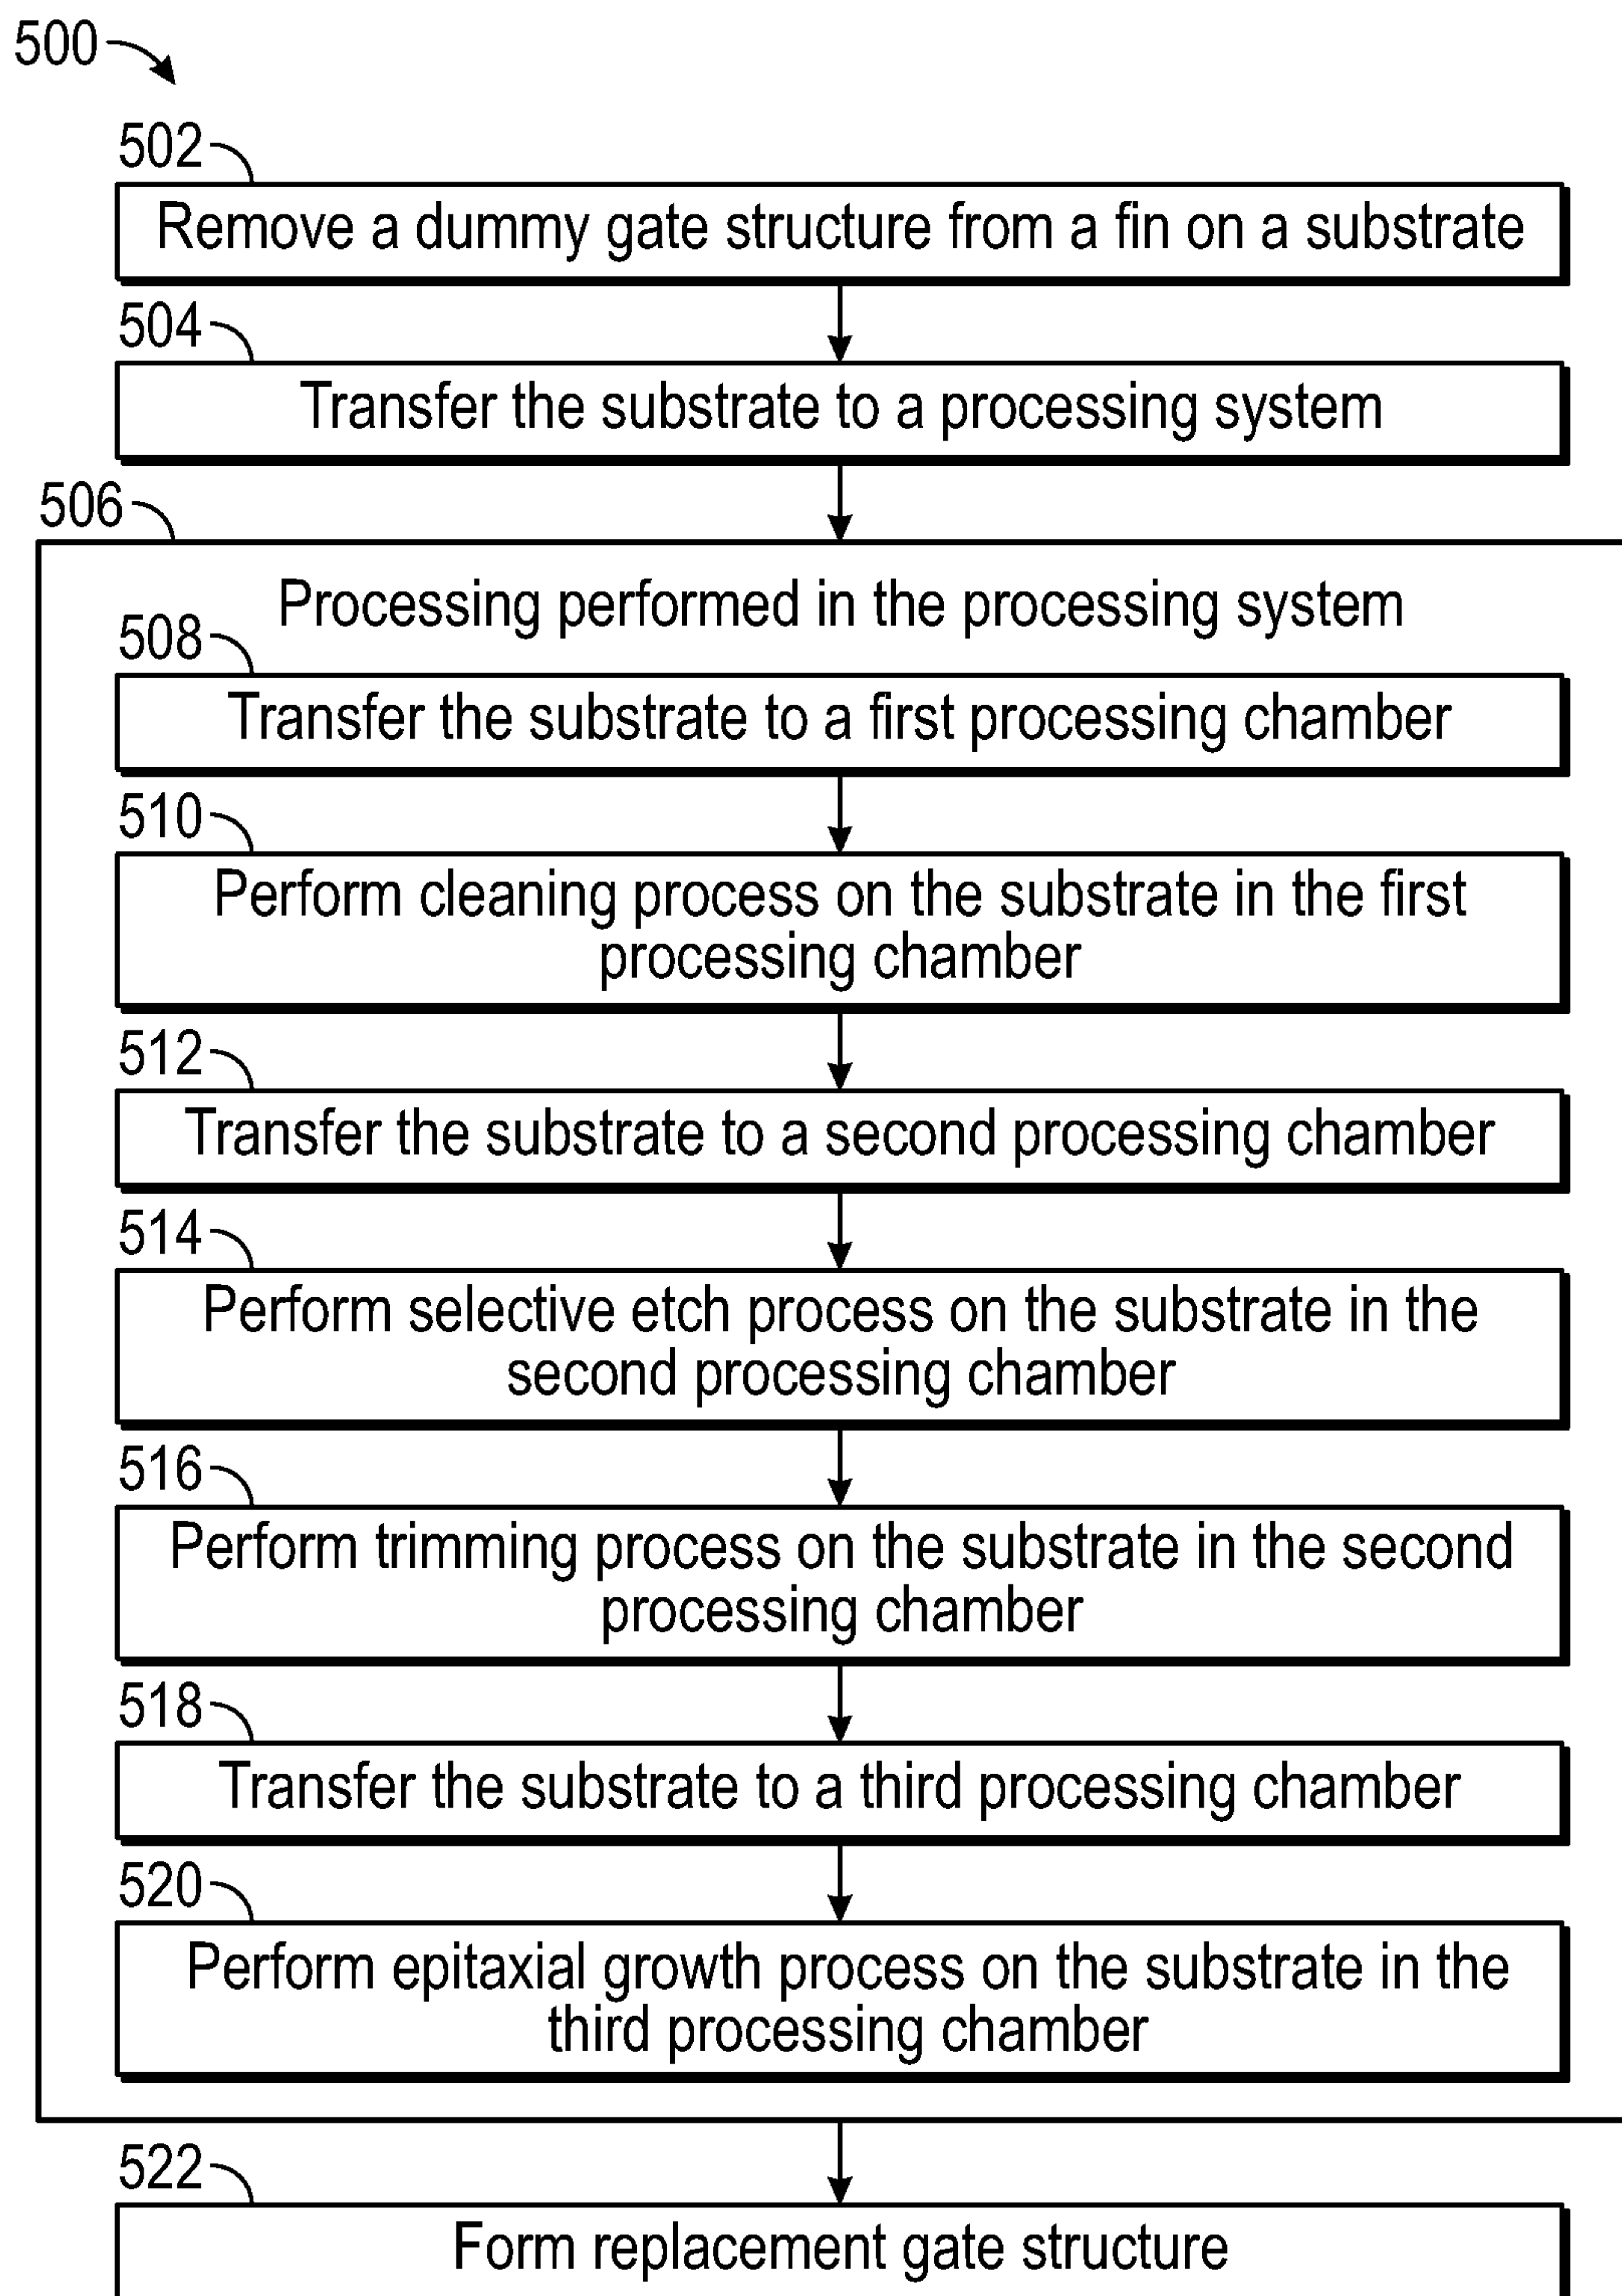 500
502
Remove a dummy gate structure from a fin on a substrate
504
Transfer the substrate to a processing system
506
Processing performed in the processing system
508
Transfer the substrate to a first processing chamber
510
Perform cleaning process on the substrate in the first
processing chamber
512
Transfer the substrate to a second processing chamber
514
Perform selective etch process on the substrate in the
second processing chamber
516
Perform trimming process on the substrate in the second
processing chamber
518
Transfer the substrate to a third processing chamber
520
Perform epitaxial growth process on the substrate in the
third processing chamber
522
Form replacement gate structure